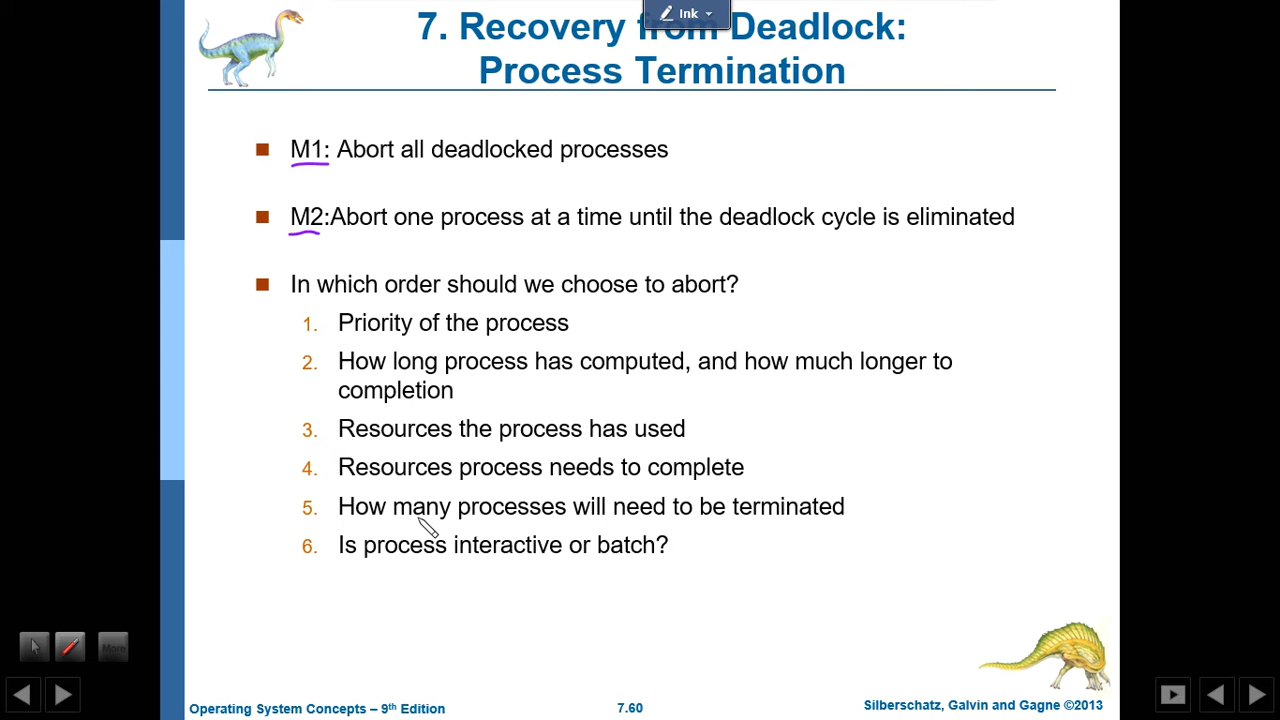 Ink
7. Recovery from Deadlock:
Process Termination
M1: Abort all deadlocked processes
M2:Abort one process at a time until the deadlock cycle is eliminated
In which order should we choose to abort?
1. Priority of the process
2. How long process has computed, and how much longer to
completion
3. Resources the process has used
4. Resources process needs to complete
5. How many processes will need to be terminated
6. Is process interactive or batch?
More
Operating System Concepts – 9th Edition
7.60
Silberschatz, Galvin and Gagne ©2013